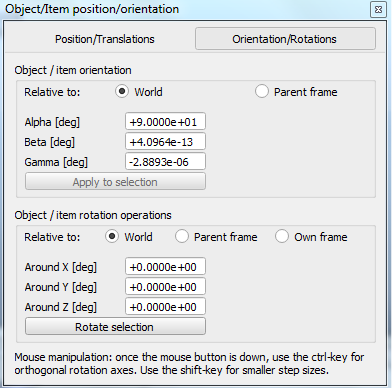 Object/Item position/orientation
Position/Translations Orientation/Rotations
Object / item orientation
Relative to: World Parent frame
Alpha [deg] +9.0000e+01
Beta [deg] +4.0964e-13
Gamma [deg] -2.8893e-06
Apply to selection
Object / item rotation operations
Relative to: World Parent frame Own frame
Around X [deg] +0.0000e+00
Around Y [deg] +0.0000e+00
Around Z [deg] +0.0000e+00
Rotate selection
Mouse manipulation: once the mouse button is down, use the ctrl-key for
orthogonal rotation axes. Use the shift-key for smaller step sizes.